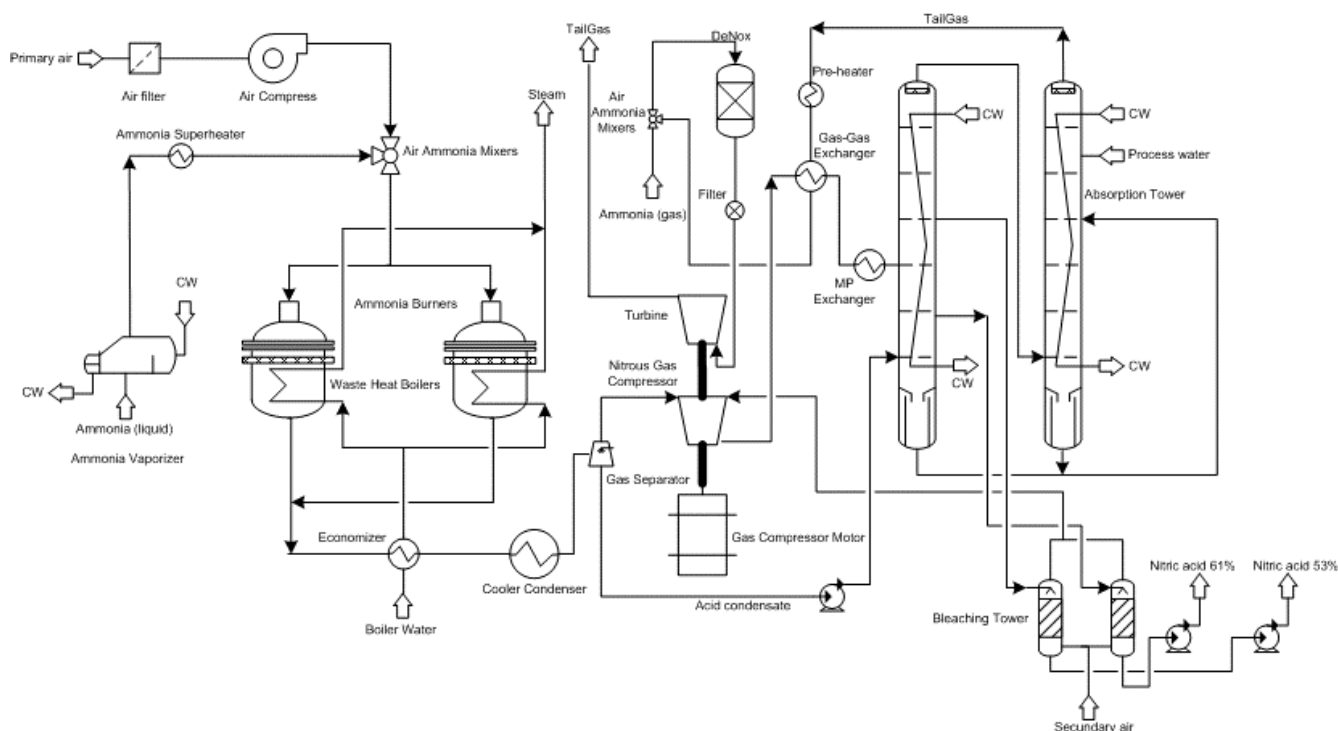 TailGas
TailGas
DeNox
Primary air
Air filter
Air Compress
Pre-heater
Steam
Air
Ammonia
Mixers
CW
CW
Ammonia Superheater
Air Ammonia Mixers
Gas-Gas
Exchanger
Process water
Ammonia (gas)
Filter
Absorption Tower
CW
MP
Exchanger
Ammonia Burners
Turbine
Nitrous Gas
Compressor
CW
CW
CW
Waste Heat Boilers
Ammonia (liquid)
Ammonia Vaporizer
Gas Separator
Economizer
Gas Compressor Motor
Cooler Condenser
Nitric acid 61%
Nitric acid 53%
Acid condensate
Bleaching Tower
Boiler Water
Secundary air